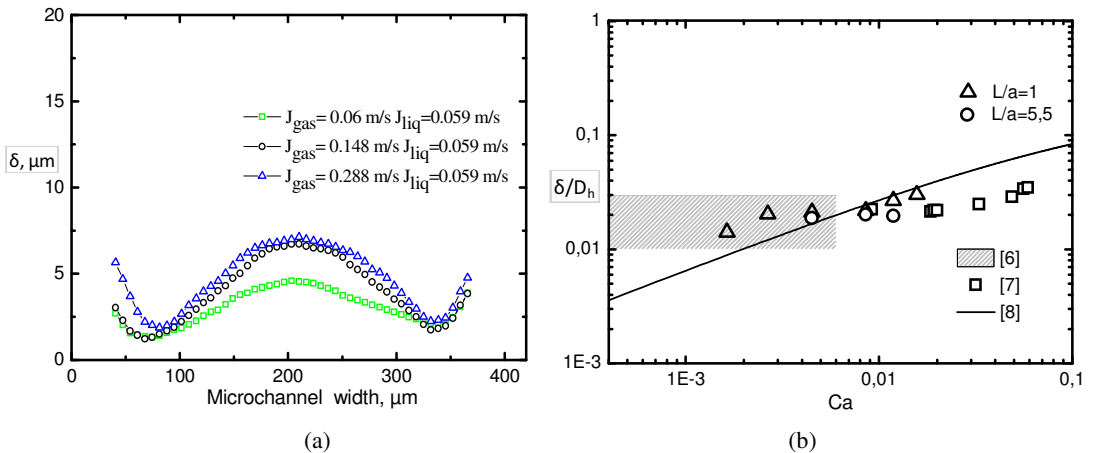 20
15
δ, μm
10
5
0
0
100
200
300
400
Microchannel width, μm
J_gas= 0.06 m/s J_liq=0.059 m/s
J_gas= 0.148 m/s J_liq=0.059 m/s
J_gas= 0.288 m/s J_liq=0.059 m/s
(a)
0,1
0,1
δ/D_h
0,01
1E-3
1E-3
0,01
0,1
Ca
L/a=1
L/a=5,5
[6]
[7]
[8]
(b)